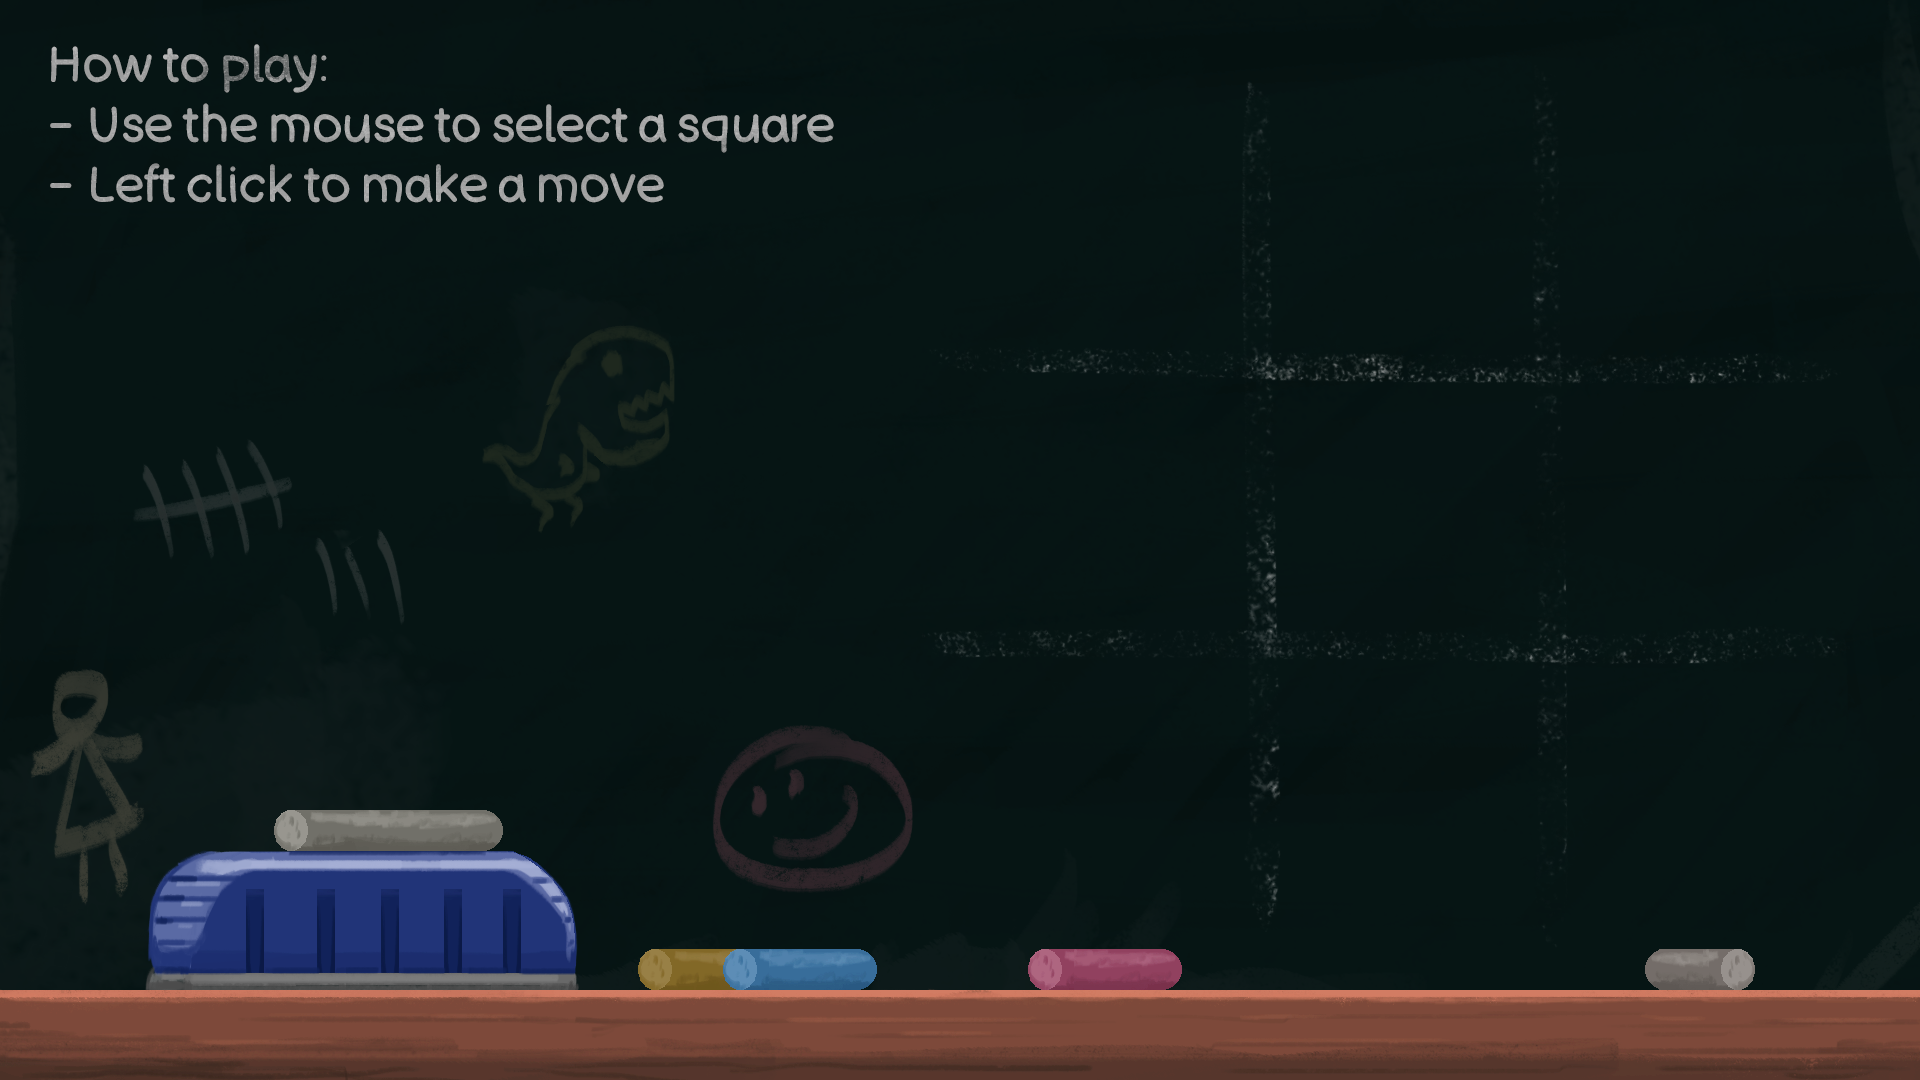 How to play:
- Use the mouse to select a square
- Left click to make a move